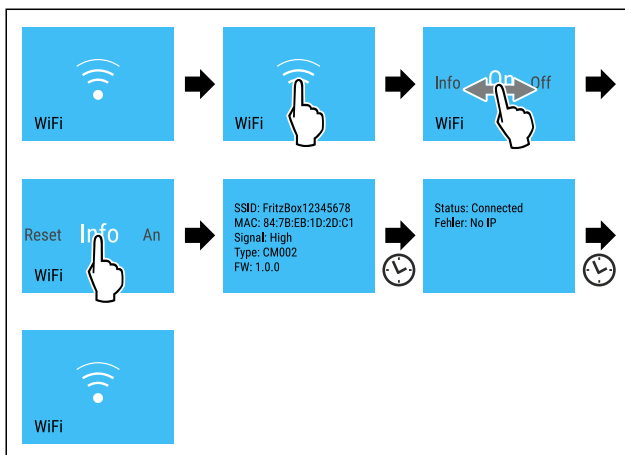 WiFi
WiFi
Info On Off
WiFi
Reset Info An
WiFi
SSID: FritzBox12345678
MAC: 84:7B:EB:1D:2D:C1
Signal: High
Type: CM002
FW: 1.0.0
Status: Connected
Fehler: No IP
WiFi